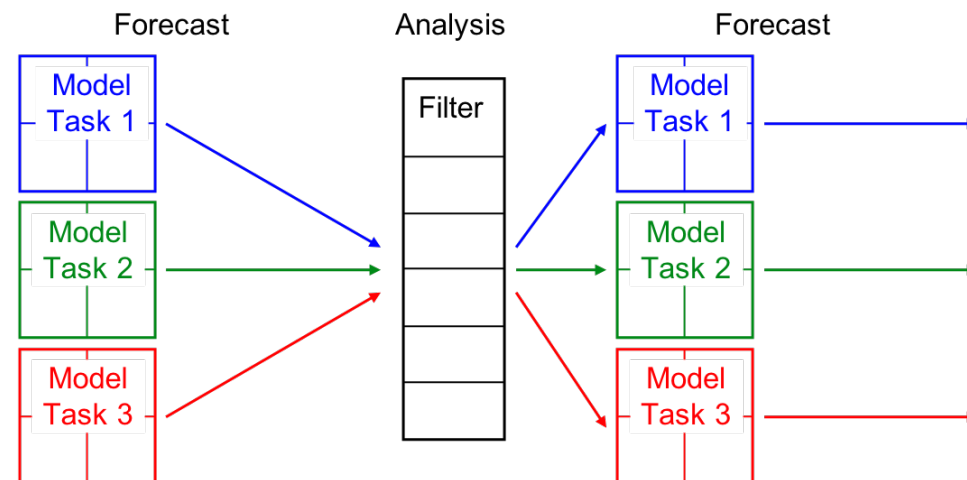 Forecast
Analysis
Forecast
Model
Task 1
Filter
Model
Task 1
Model
Task 2
Model
Task 2
Model
Task 3
Model
Task 3